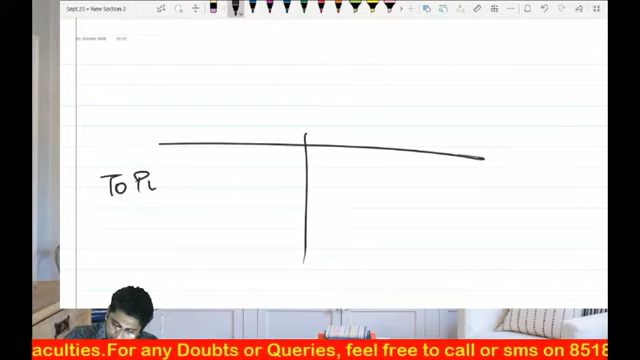 Sept 20 • New Section 2
To Pu
aculties.For any Doubts or Queries, feel free to call or sms on 8518